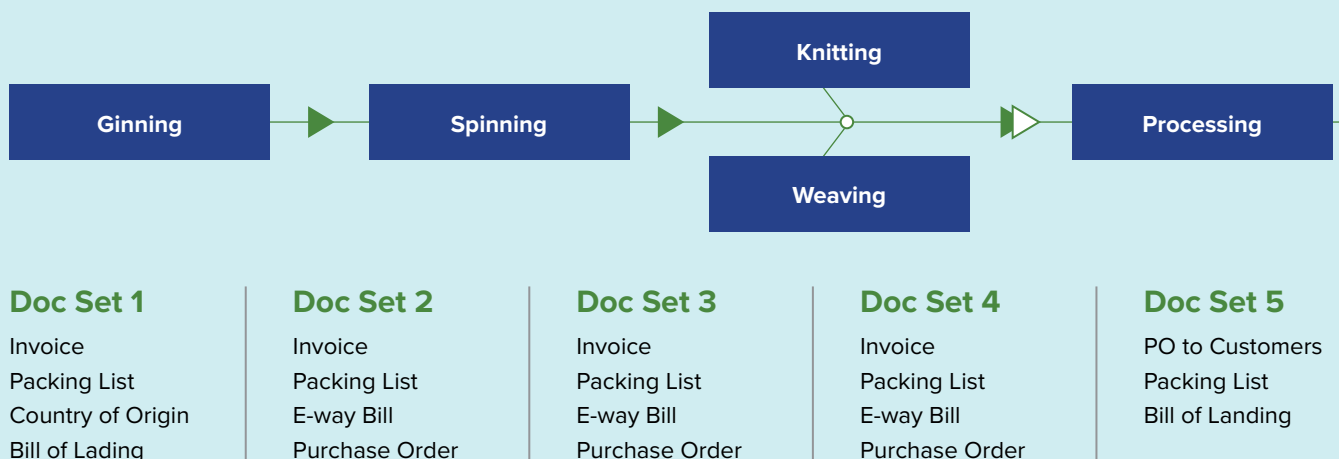 Knitting
Ginning
Spinning
Processing
Weaving
Doc Set 1
Invoice
Packing List
Country of Origin
Bill of Lading
Doc Set 2
Invoice
Packing List
E-way Bill
Purchase Order
Doc Set 3
Invoice
Packing List
E-way Bill
Purchase Order
Doc Set 4
Invoice
Packing List
E-way Bill
Purchase Order
Doc Set 5
PO to Customers
Packing List
Bill of Landing